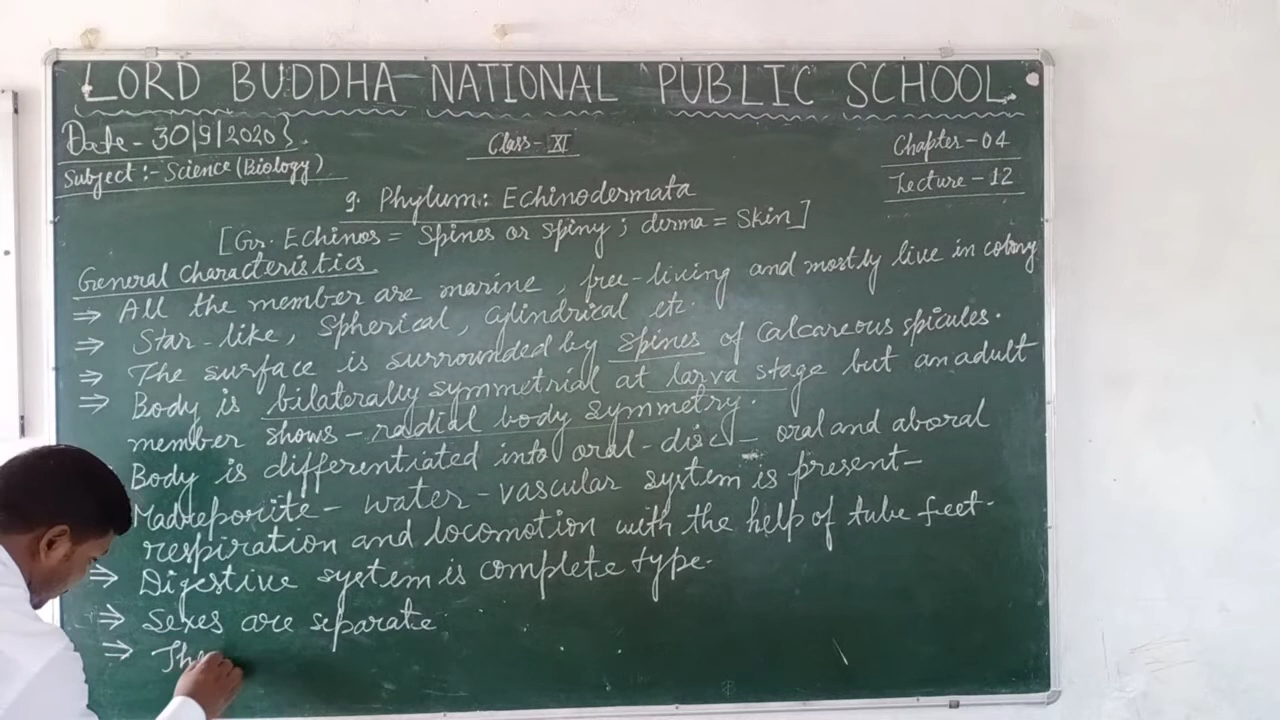 LORD BUDDHA NATIONAL PUBLIC SCHOOL
Date - 30/9/2020
Class - XI
Chapter - 04
Subject :- Science (Biology)
Lecture - 12
9. Phylum: Echinodermata
[Gr. Echinos = Spines or spiny ; derma = Skin]
General Characteristics
⇒ All the member are marine, free-living and mostly live in colony
⇒ Star-like, Spherical, Cylindrical etc.
⇒ The surface is surrounded by spines of Calcareous spicules.
⇒ Body is bilaterally symmetrial at larva stage but an adult
member shows - radial body symmetry.
Body is differentiated into oral-disc - oral and aboral
Madreporite - water-vascular system is present -
respiration and locomotion with the help of tube feet.
⇒ Digestive system is complete type.
⇒ Sexes are separate
⇒ The